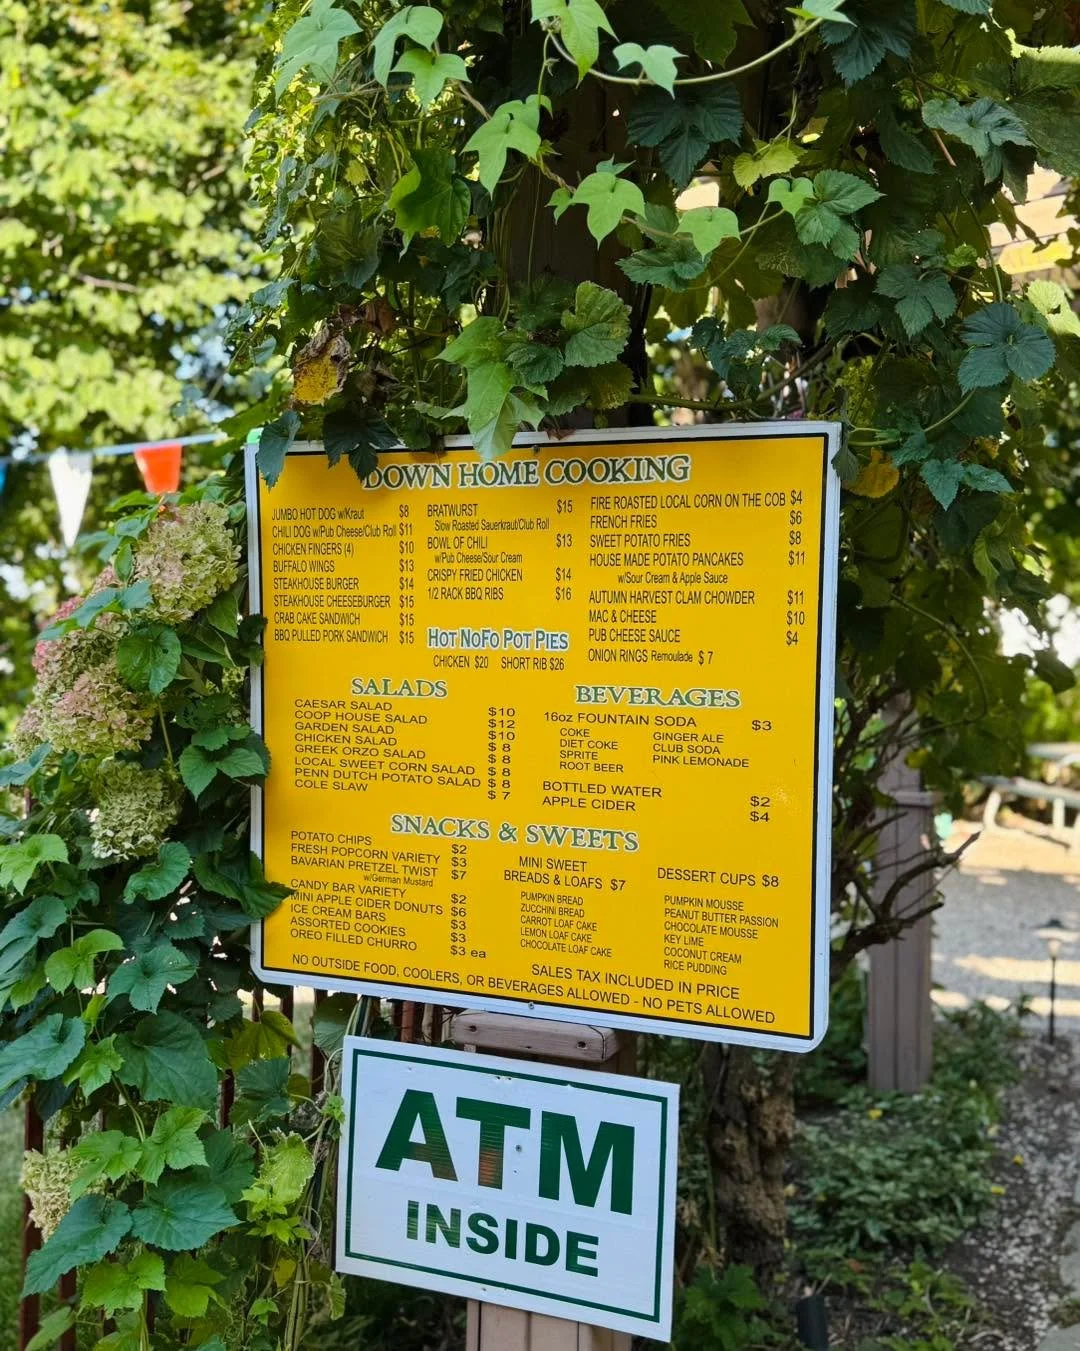 DOWN HOME COOKING
JUMBO HOT DOG w/Kraut $8
CHILI DOG w/Pub Cheese/Club Roll $11
CHICKEN FINGERS (4) $10
BUFFALO WINGS $13
STEAKHOUSE BURGER $14
STEAKHOUSE CHEESEBURGER $15
CRAB CAKE SANDWICH $15
BBQ PULLED PORK SANDWICH $15
BRATWURST $15
Slow Roasted Sauerkraut/Club Roll
BOWL OF CHILI $13
w/Pub Cheese/Sour Cream
CRISPY FRIED CHICKEN $14
1/2 RACK BBQ RIBS $16
HOT NOFO POT PIES
CHICKEN $20 SHORT RIB $26
FIRE ROASTED LOCAL CORN ON THE COB $4
FRENCH FRIES $6
SWEET POTATO FRIES $8
HOUSE MADE POTATO PANCAKES $11
w/Sour Cream & Apple Sauce
AUTUMN HARVEST CLAM CHOWDER $11
MAC & CHEESE $10
PUB CHEESE SAUCE $4
ONION RINGS Remoulade $ 7
SALADS
CAESAR SALAD $10
COOP HOUSE SALAD $12
GARDEN SALAD $10
CHICKEN SALAD $ 8
GREEK ORZO SALAD $ 8
LOCAL SWEET CORN SALAD $ 8
PENN DUTCH POTATO SALAD $ 8
COLE SLAW $ 7
BEVERAGES
16oz FOUNTAIN SODA $3
COKE
DIET COKE
SPRITE
ROOT BEER
GINGER ALE
CLUB SODA
PINK LEMONADE
BOTTLED WATER $2
APPLE CIDER $4
SNACKS & SWEETS
POTATO CHIPS $2
FRESH POPCORN VARIETY $3
BAVARIAN PRETZEL TWIST $7
w/German Mustard
CANDY BAR VARIETY $2
MINI APPLE CIDER DONUTS $6
ICE CREAM BARS $3
ASSORTED COOKIES $3
OREO FILLED CHURRO $3 ea
MINI SWEET
BREADS & LOAFS $7
PUMPKIN BREAD
ZUCCHINI BREAD
CARROT LOAF CAKE
LEMON LOAF CAKE
CHOCOLATE LOAF CAKE
DESSERT CUPS $8
PUMPKIN MOUSSE
PEANUT BUTTER PASSION
CHOCOLATE MOUSSE
KEY LIME
COCONUT CREAM
RICE PUDDING
SALES TAX INCLUDED IN PRICE
NO OUTSIDE FOOD, COOLERS, OR BEVERAGES ALLOWED - NO PETS ALLOWED
ATM
INSIDE